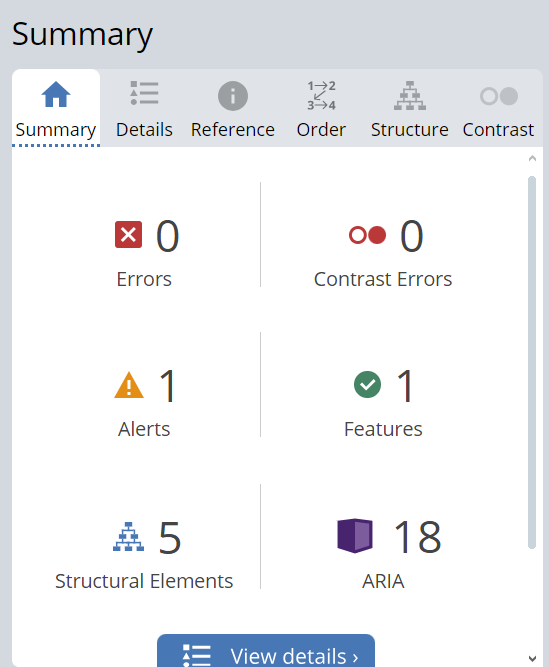 Summary
1 2
3 4
Summary Details Reference Order Structure Contrast
0 0
Errors Contrast Errors
1 1
Alerts Features
5 18
Structural Elements ARIA
View details ›